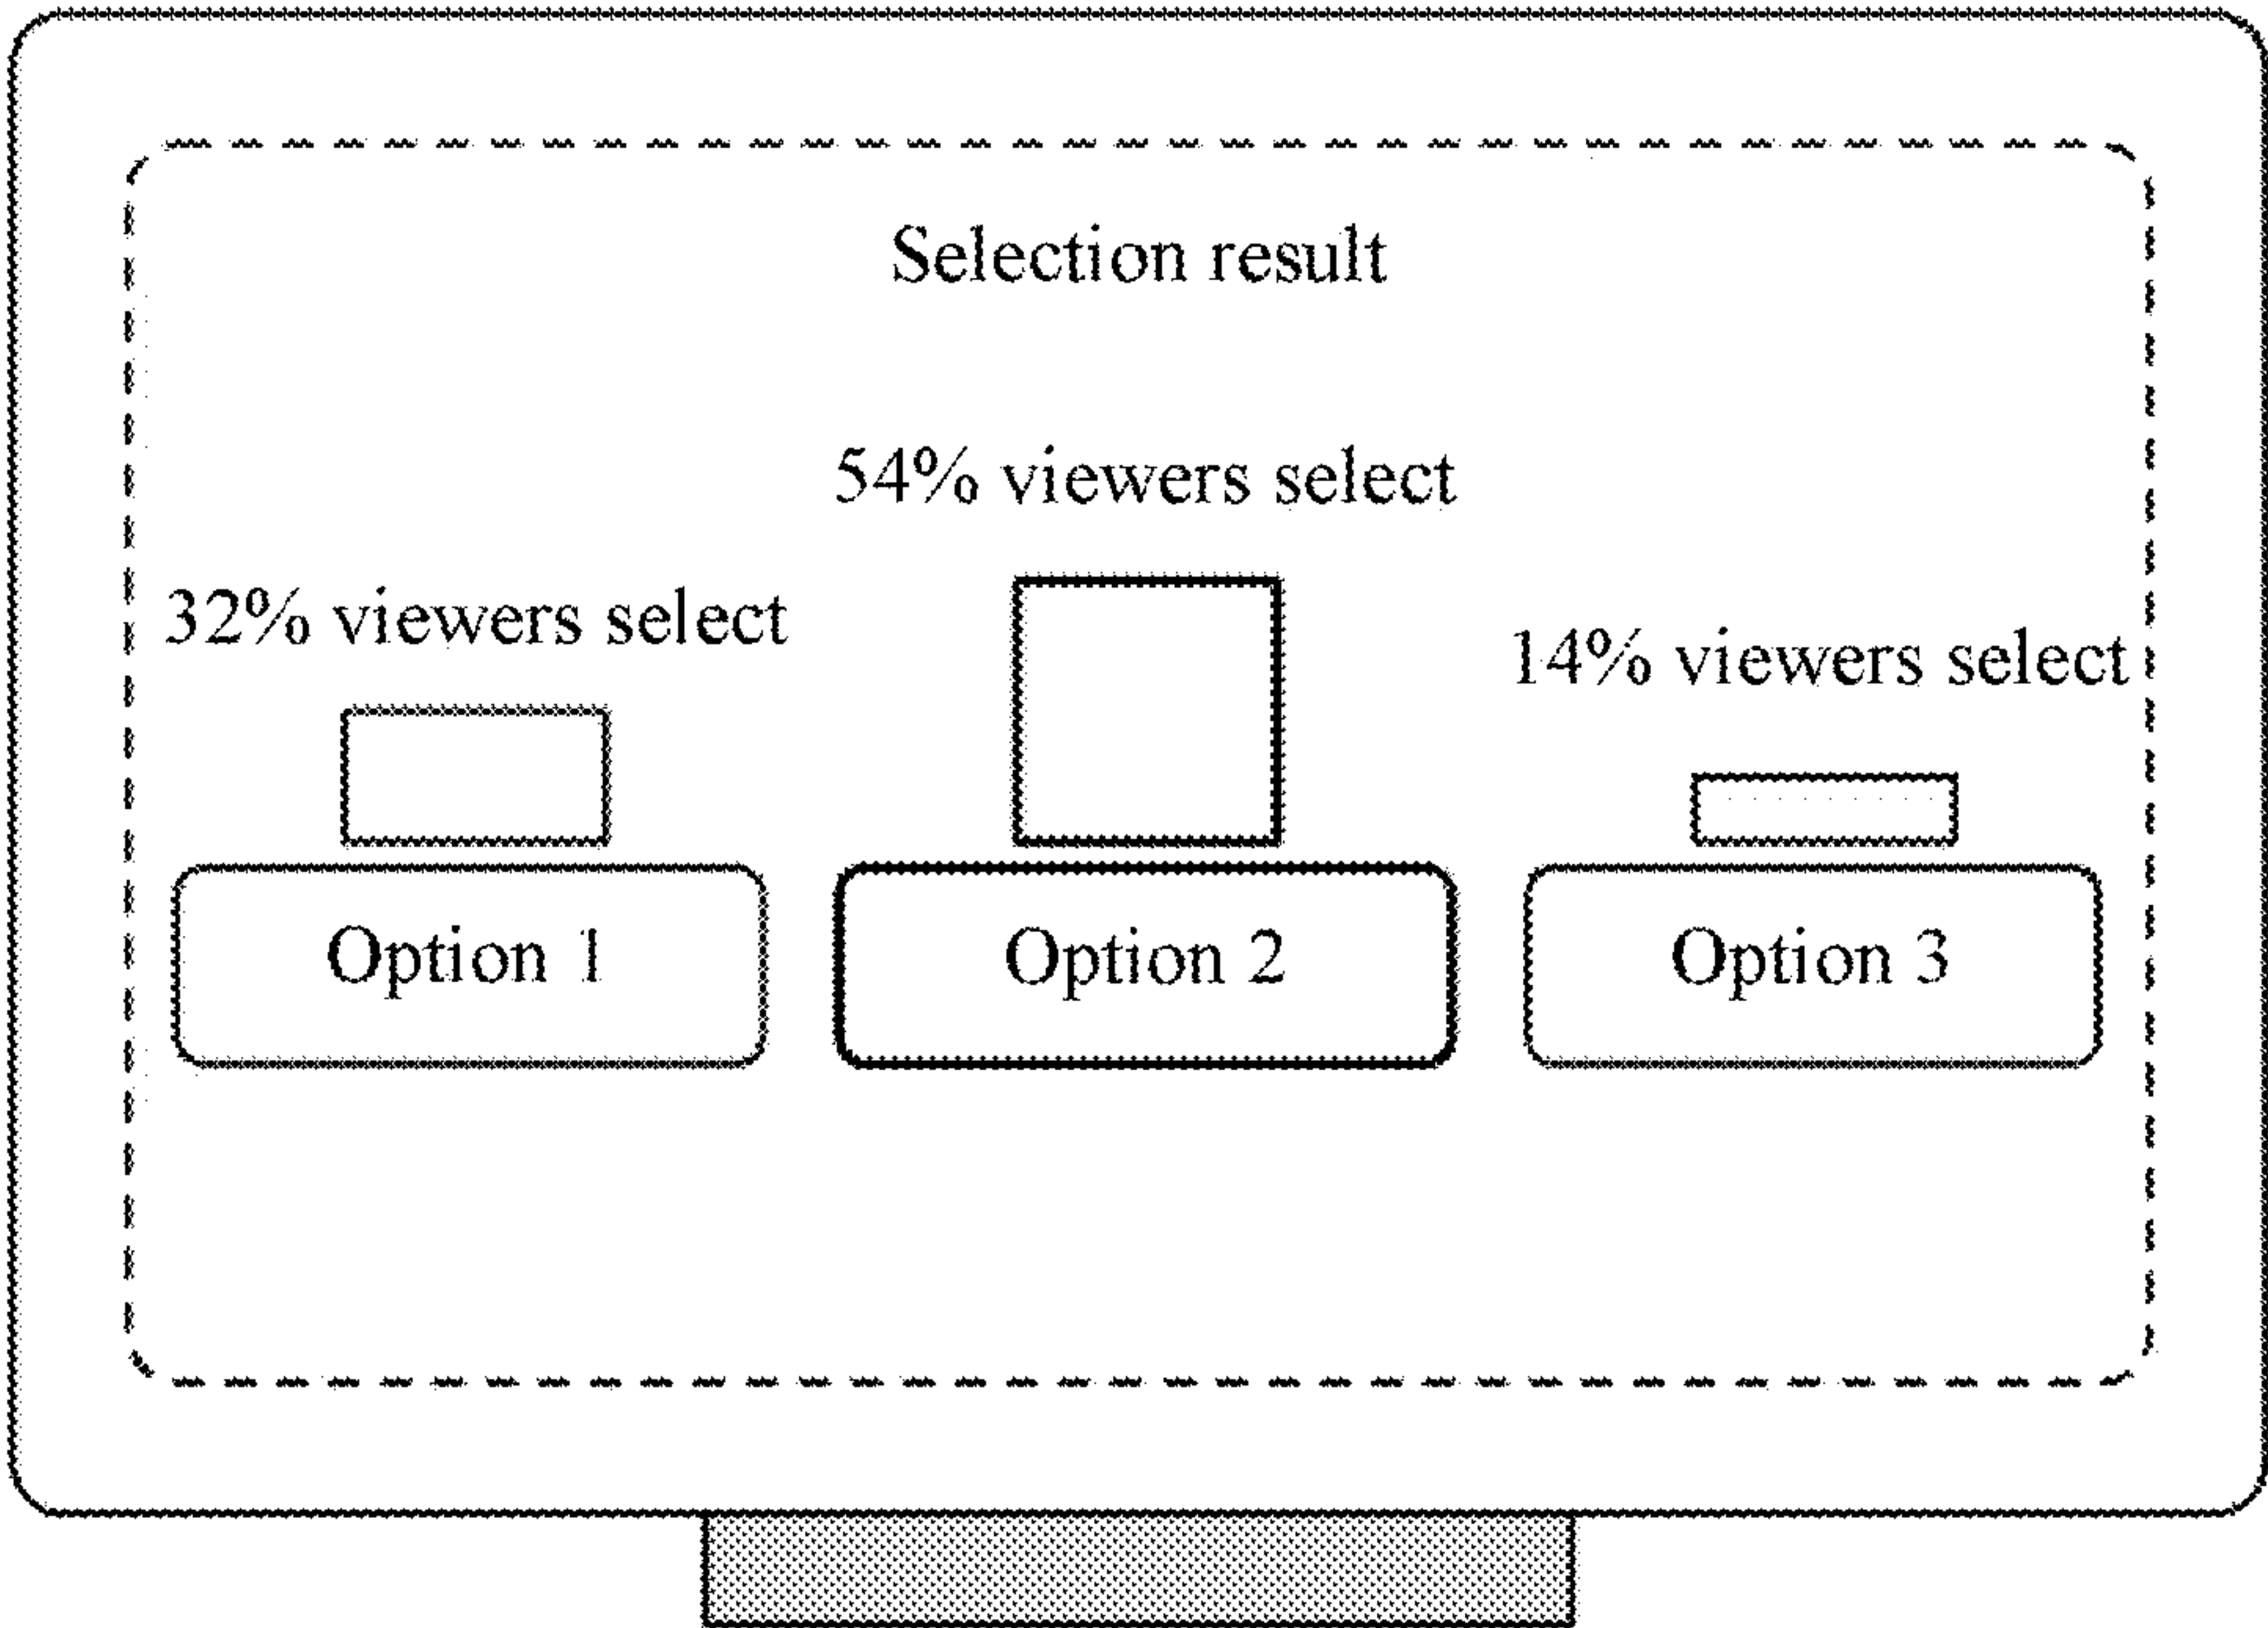 Selection result
54% viewers select
32% viewers select
14% viewers select
Option 1
Option 2
Option 3